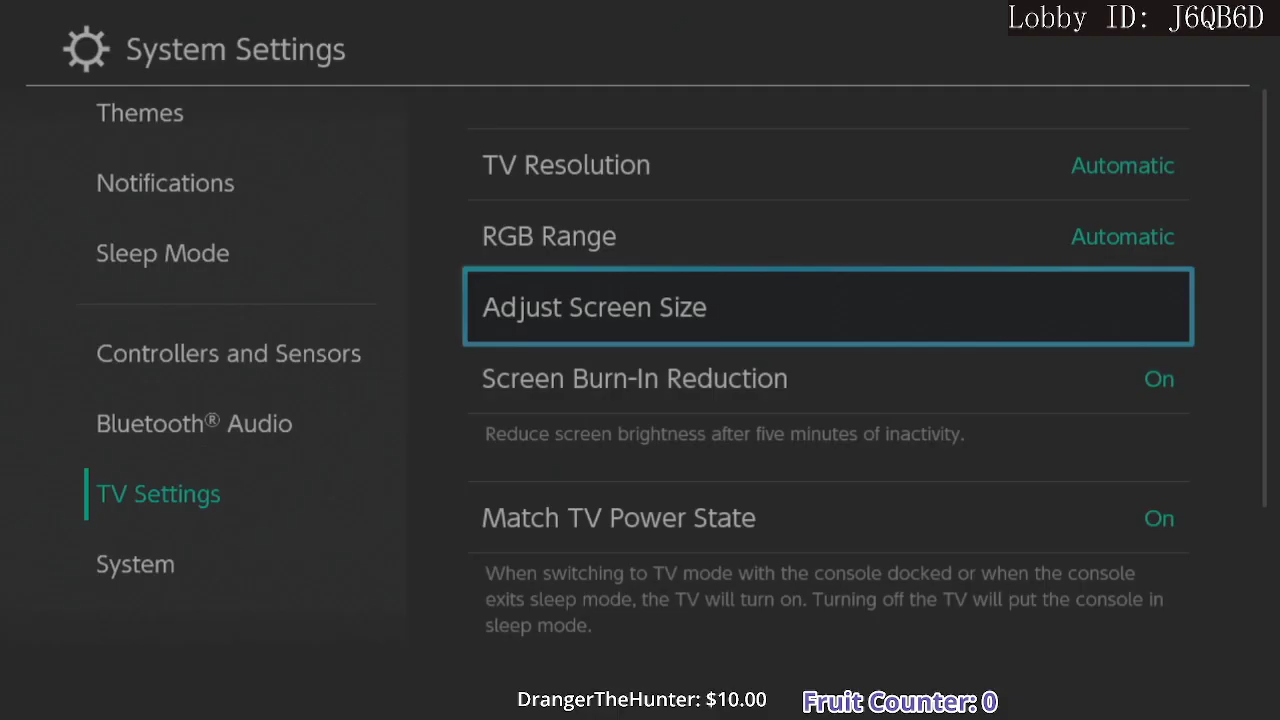 Lobby ID: J6QB6D
System Settings
Themes
Notifications
Sleep Mode
Controllers and Sensors
Bluetooth® Audio
TV Settings
System
TV Resolution Automatic
RGB Range Automatic
Adjust Screen Size
Screen Burn-In Reduction On
Reduce screen brightness after five minutes of inactivity.
Match TV Power State On
When switching to TV mode with the console docked or when the console
exits sleep mode, the TV will turn on. Turning off the TV will put the console in
sleep mode.
DrangerTheHunter: $10.00 Fruit Counter: 0